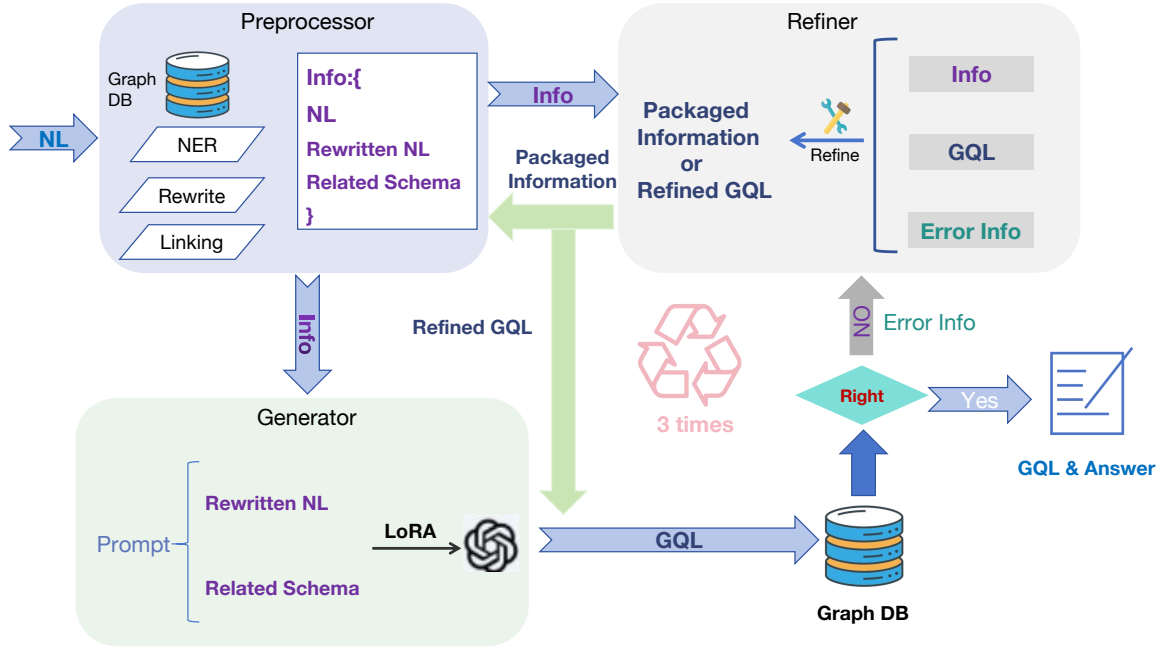 Preprocessor
Graph
DB
NER
Rewrite
Linking
NL
Info:{
NL
Rewritten NL
Related Schema
}
Info
Packaged
Information
Refiner
Packaged
Information
or
Refined GQL
Refine
Info
GQL
Error Info
Info
Refined GQL
3 times
NO
Error Info
Right
Yes
GQL & Answer
Generator
Prompt
Rewritten NL
Related Schema
LoRA
GQL
Graph DB